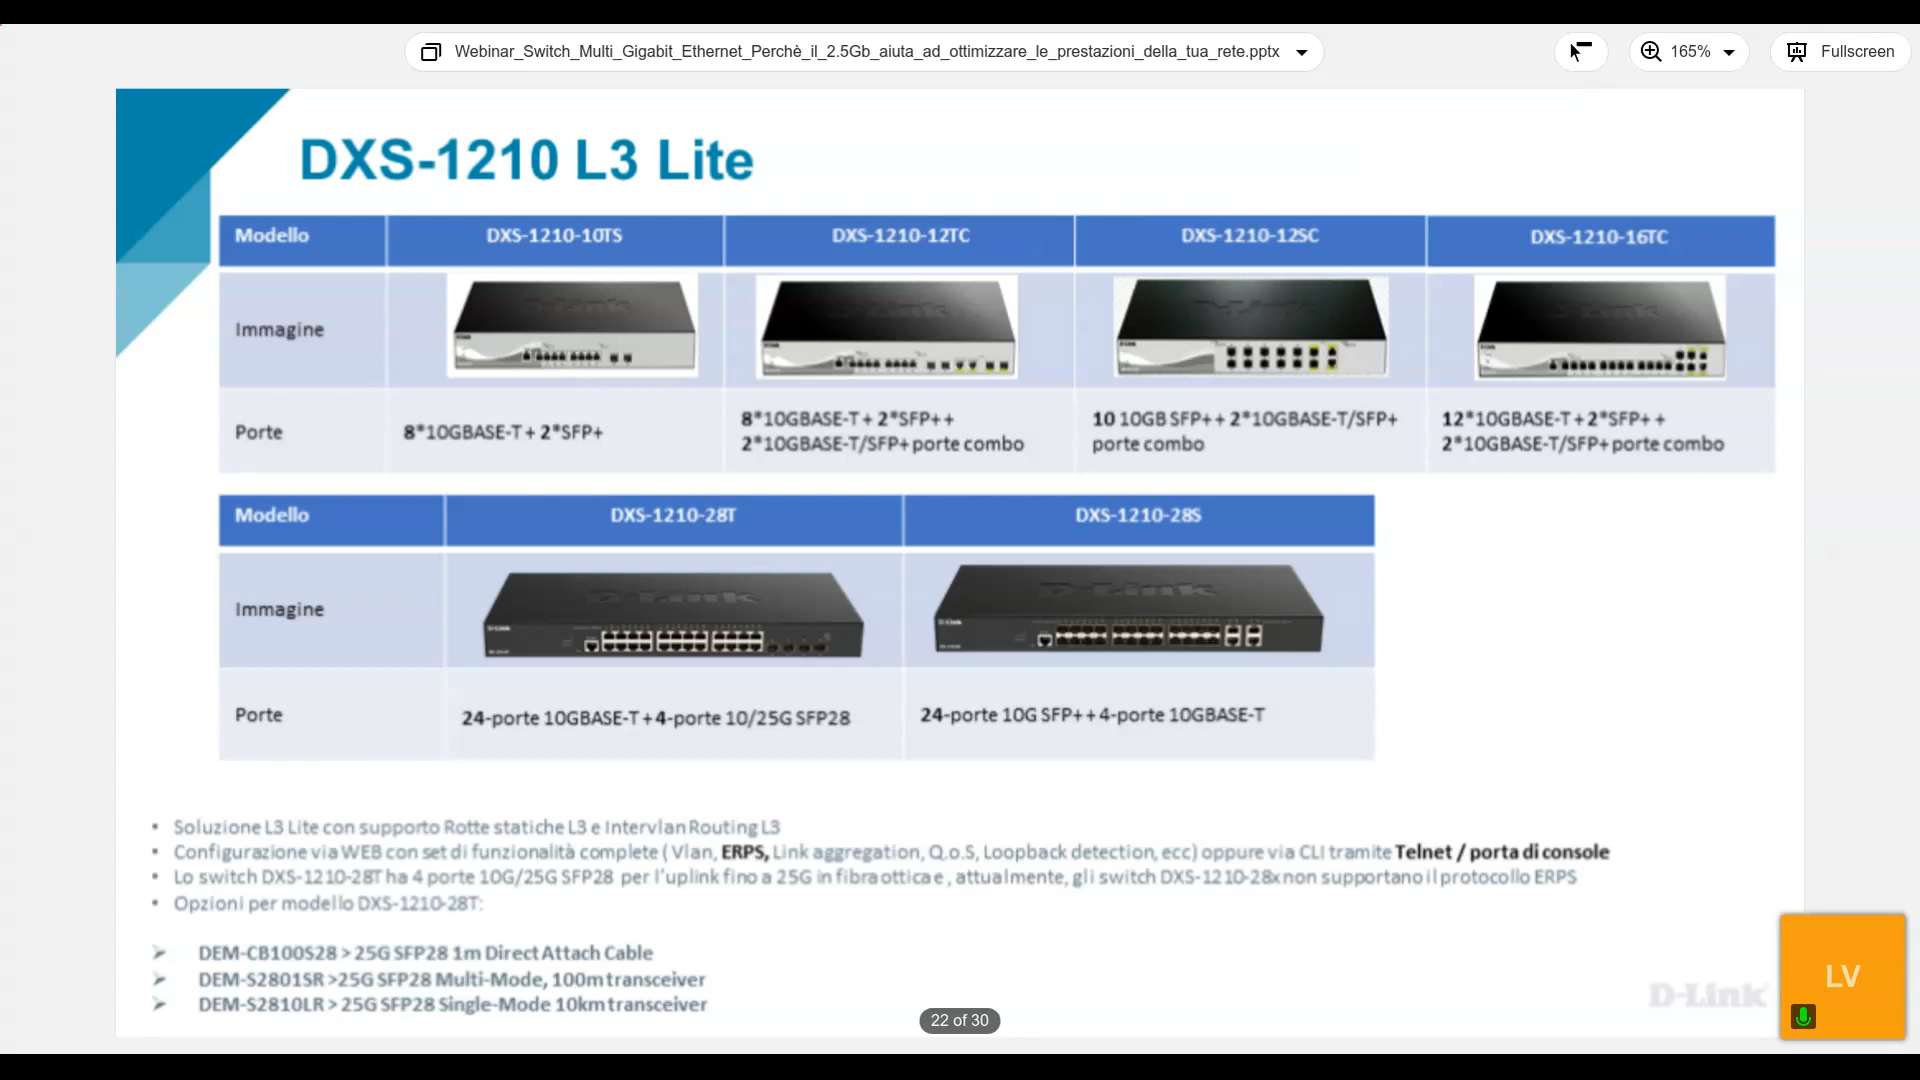 Webinar_Switch_Multi_Gigabit_Ethernet_Perchè_il_2.5Gb_aiuta_ad_ottimizzare_le_prestazioni_della_tua_rete.pptx
165%
Fullscreen
DXS-1210 L3 Lite
Modello DXS-1210-10TS DXS-1210-12TC DXS-1210-12SC DXS-1210-16TC
Immagine
Porte
8*10GBASE-T + 2*SFP+
8*10GBASE-T + 2*SFP+ +
2*10GBASE-T/SFP+ porte combo
10 10GB SFP+ + 2*10GBASE-T/SFP+
porte combo
12*10GBASE-T + 2*SFP+ +
2*10GBASE-T/SFP+ porte combo
Modello DXS-1210-28T DXS-1210-28S
Immagine
D-Link D-Link
Porte
24-porte 10GBASE-T + 4-porte 10/25G SFP28
24-porte 10G SFP+ + 4-porte 10GBASE-T
• Soluzione L3 Lite con supporto Rotte statiche L3 e Intervlan Routing L3
• Configurazione via WEB con set di funzionalità complete ( Vlan, ERPS, Link aggregation, Q.o.S, Loopback detection, ecc) oppure via CLI tramite Telnet / porta di console
• Lo switch DXS-1210-28T ha 4 porte 10G/25G SFP28 per l'uplink fino a 25G in fibra ottica e , attualmente, gli switch DXS-1210-28x non supportano il protocollo ERPS
• Opzioni per modello DXS-1210-28T:
➢ DEM-CB100S28 > 25G SFP28 1m Direct Attach Cable
➢ DEM-S2801SR >25G SFP28 Multi-Mode, 100m transceiver
➢ DEM-S2810LR > 25G SFP28 Single-Mode 10km transceiver
D-Link
LV
22 of 30